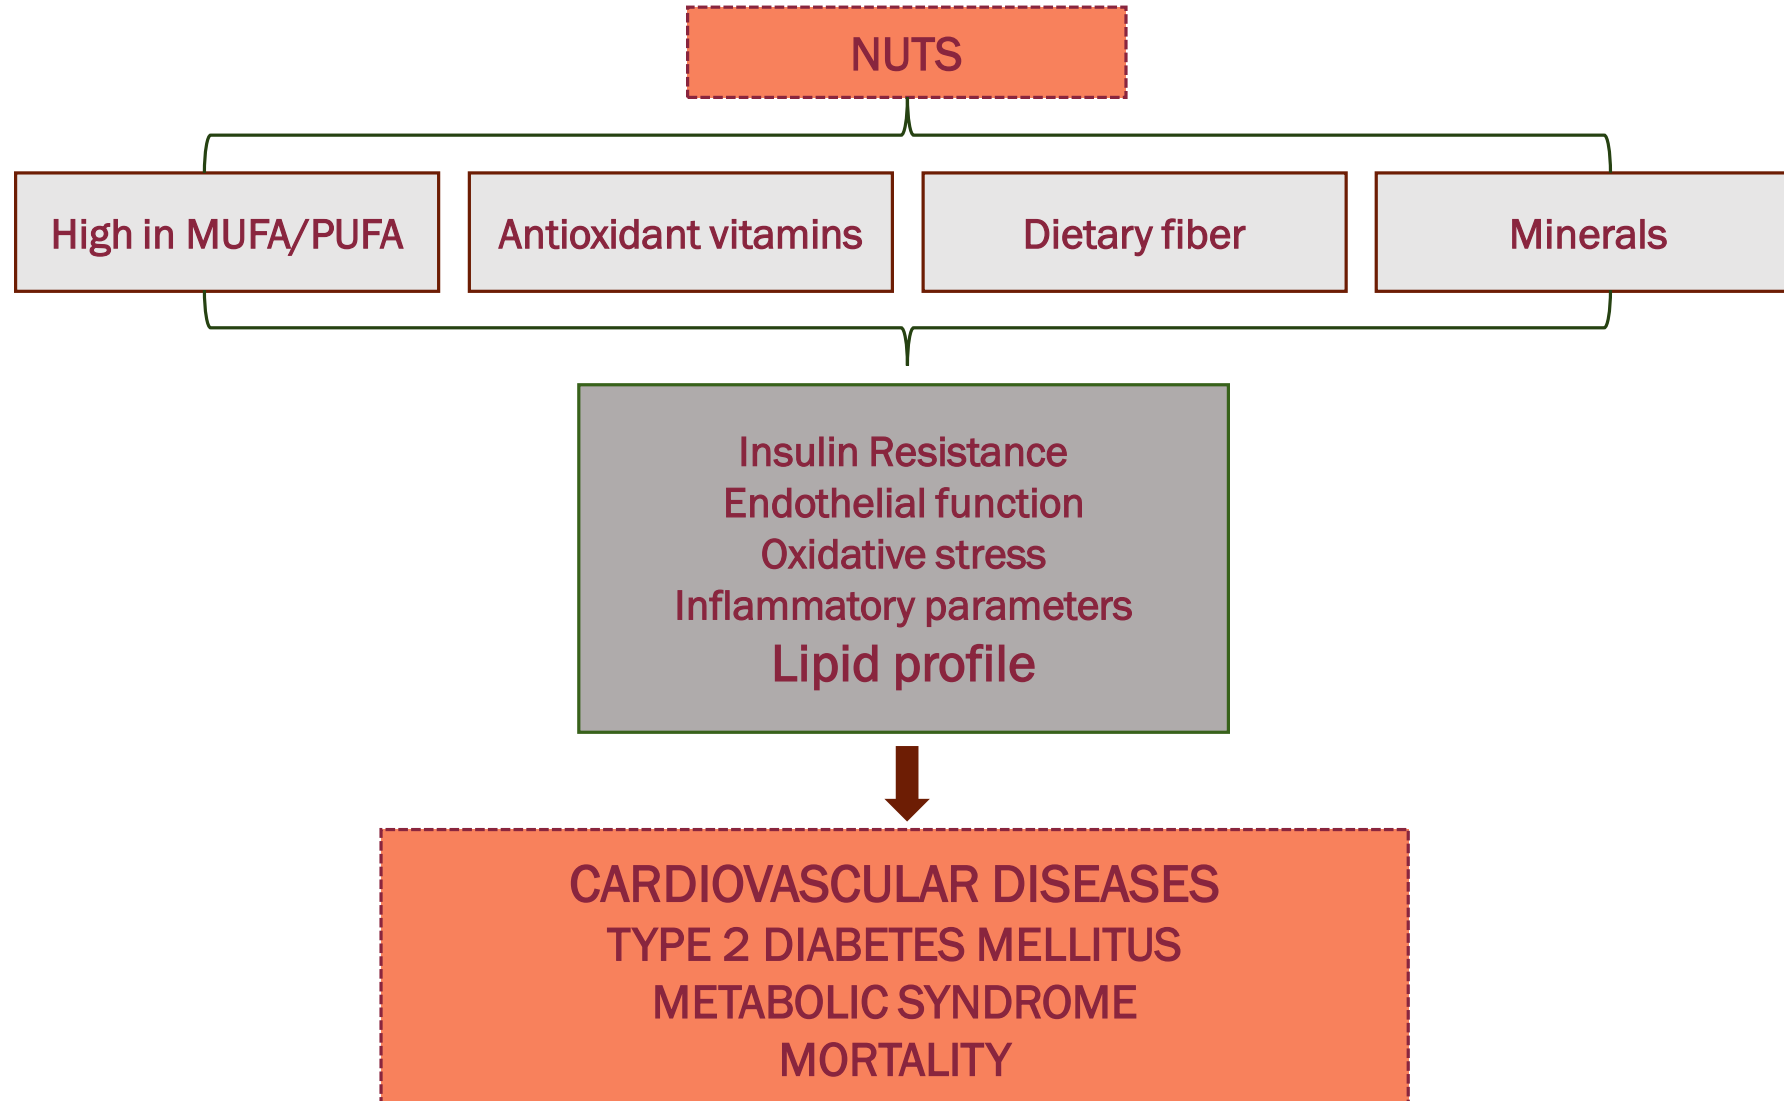 NUTS
High in MUFA/PUFA
Antioxidant vitamins
Dietary fiber
Minerals
Insulin Resistance
Endothelial function
Oxidative stress
Inflammatory parameters
Lipid profile
CARDIOVASCULAR DISEASES
TYPE 2 DIABETES MELLITUS
METABOLIC SYNDROME
MORTALITY